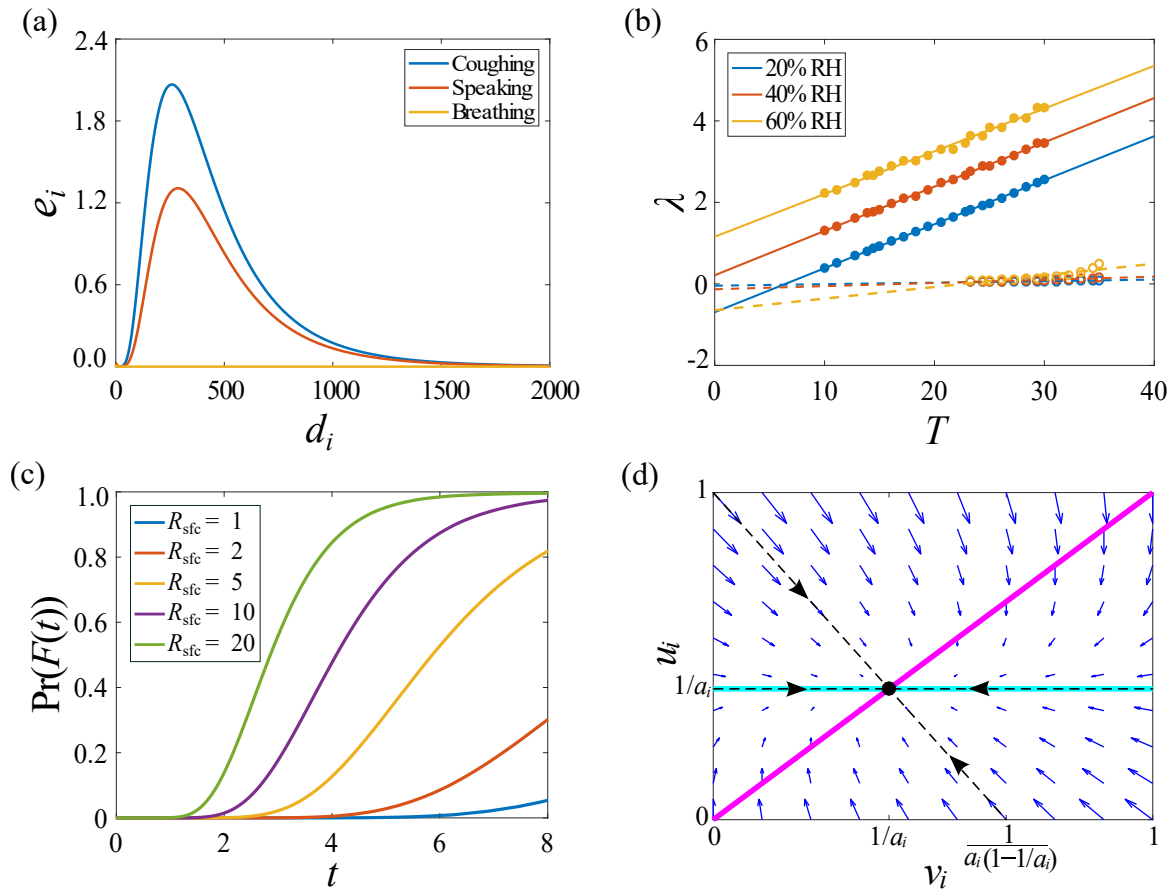 (a)
2.4
1.8
1.2
0.6
0.0
e_i
Coughing
Speaking
Breathing
0 500 1000 1500 2000
d_i
(b)
6
4
2
0
-2
λ
20% RH
40% RH
60% RH
0 10 20 30 40
T
(c)
1.0
0.8
0.6
0.4
0.2
0
Pr(F(t))
R_sfc = 1
R_sfc = 2
R_sfc = 5
R_sfc = 10
R_sfc = 20
0 2 4 6 8
t
(d)
1
u_i
1/a_i
0
0 1/a_i 1/(a_i(1−1/a_i)) 1
v_i